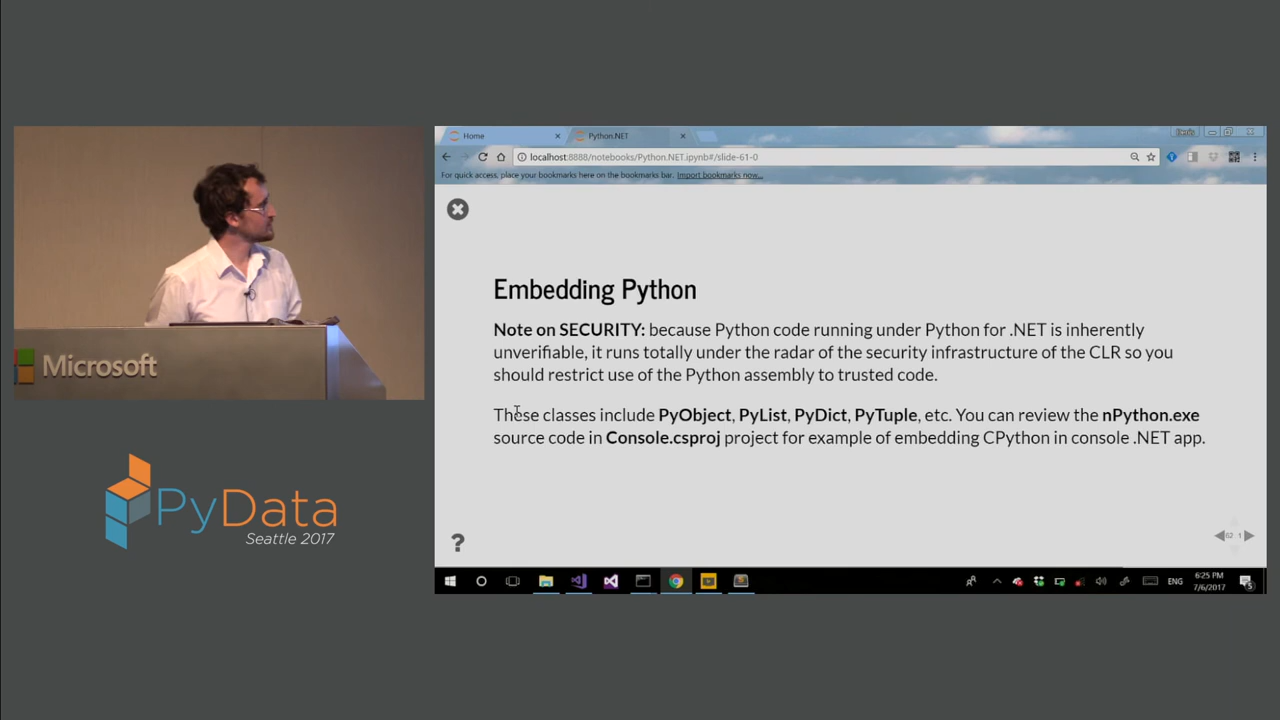 Home
Python.NET
Denis
localhost:8888/notebooks/Python.NET.ipynb#/slide-61-0
For quick access, place your bookmarks here on the bookmarks bar. Import bookmarks now...
Embedding Python
Note on SECURITY: because Python code running under Python for .NET is inherently
unverifiable, it runs totally under the radar of the security infrastructure of the CLR so you
should restrict use of the Python assembly to trusted code.
These classes include PyObject, PyList, PyDict, PyTuple, etc. You can review the nPython.exe
source code in Console.csproj project for example of embedding CPython in console .NET app.
?
62 1
ENG
6:25 PM
7/6/2017
5
Microsoft
PyData
Seattle 2017